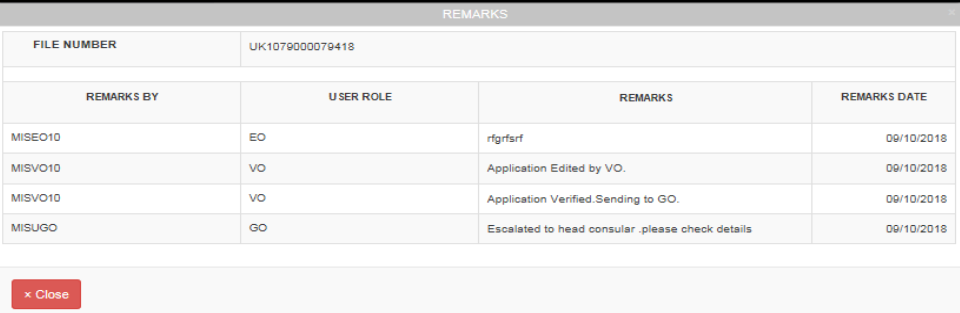 REMARKS ×
FILE NUMBER UK1079000079418
REMARKS BY USER ROLE REMARKS REMARKS DATE
MISEO10 EO rfgrfsrf 09/10/2018
MISVO10 VO Application Edited by VO. 09/10/2018
MISVO10 VO Application Verified.Sending to GO. 09/10/2018
MISUGO GO Escalated to head consular .please check details 09/10/2018
× Close